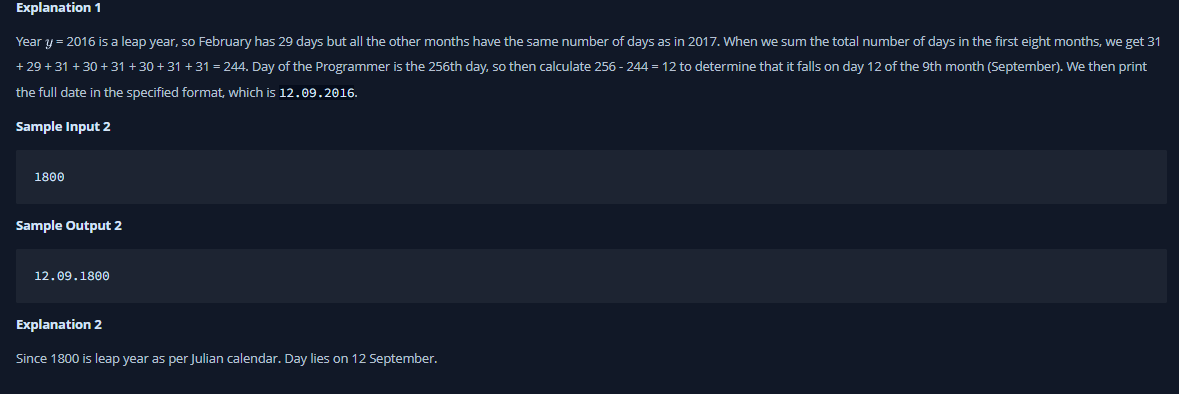 Explanation 1
Year y = 2016 is a leap year, so February has 29 days but all the other months have the same number of days as in 2017. When we sum the total number of days in the first eight months, we get 31
+ 29 + 31 + 30 + 31 + 30 + 31 + 31 = 244. Day of the Programmer is the 256th day, so then calculate 256 - 244 = 12 to determine that it falls on day 12 of the 9th month (September). We then print
the full date in the specified format, which is 12.09.2016.
Sample Input 2
1800
Sample Output 2
12.09.1800
Explanation 2
Since 1800 is leap year as per Julian calendar. Day lies on 12 September.